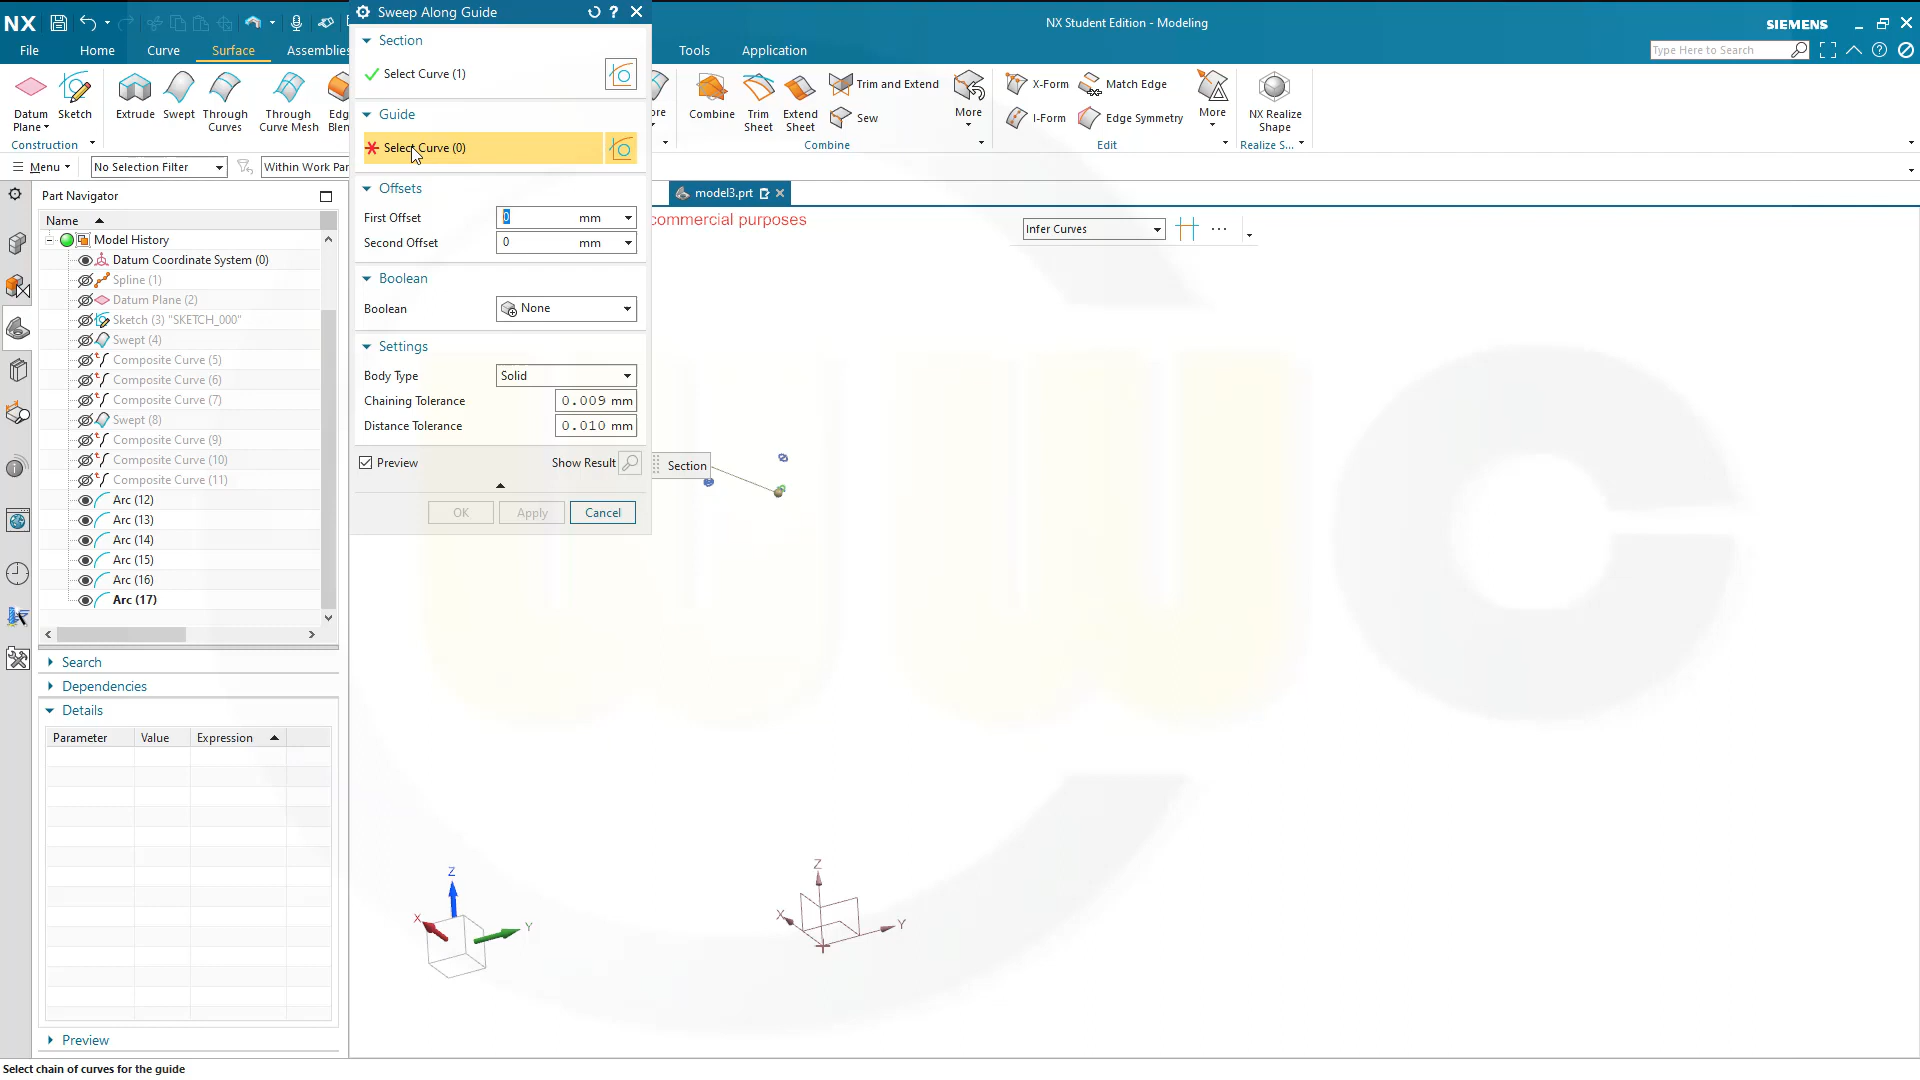 NX
Sweep Along Guide
NX Student Edition - Modeling
SIEMENS
File
Home
Curve
Surface
Assemblies
Tools
Application
Type Here to Search
Datum Plane
Sketch
Extrude
Swept
Through Curves
Through Curve Mesh
Edge
More
Combine
Trim Sheet
Extend Sheet
Trim and Extend
Sew
More
X-Form
I-Form
Match Edge
Edge Symmetry
More
NX Realize Shape
Construction
Combine
Edit
Realize S...
Menu
No Selection Filter
Within Work Par
Section
Select Curve (1)
Guide
Select Curve (0)
Offsets
First Offset
0 mm
Second Offset
0 mm
Boolean
Boolean
None
Settings
Body Type
Solid
Chaining Tolerance
0.009 mm
Distance Tolerance
0.010 mm
Preview
Show Result
OK
Apply
Cancel
model3.prt
commercial purposes
Infer Curves
Section
Part Navigator
Name
Model History
Datum Coordinate System (0)
Spline (1)
Datum Plane (2)
Sketch (3) "SKETCH_000"
Swept (4)
Composite Curve (5)
Composite Curve (6)
Composite Curve (7)
Swept (8)
Composite Curve (9)
Composite Curve (10)
Composite Curve (11)
Arc (12)
Arc (13)
Arc (14)
Arc (15)
Arc (16)
Arc (17)
Search
Dependencies
Details
Parameter
Value
Expression
Preview
Z
X
Y
Z
X
Y
Select chain of curves for the guide